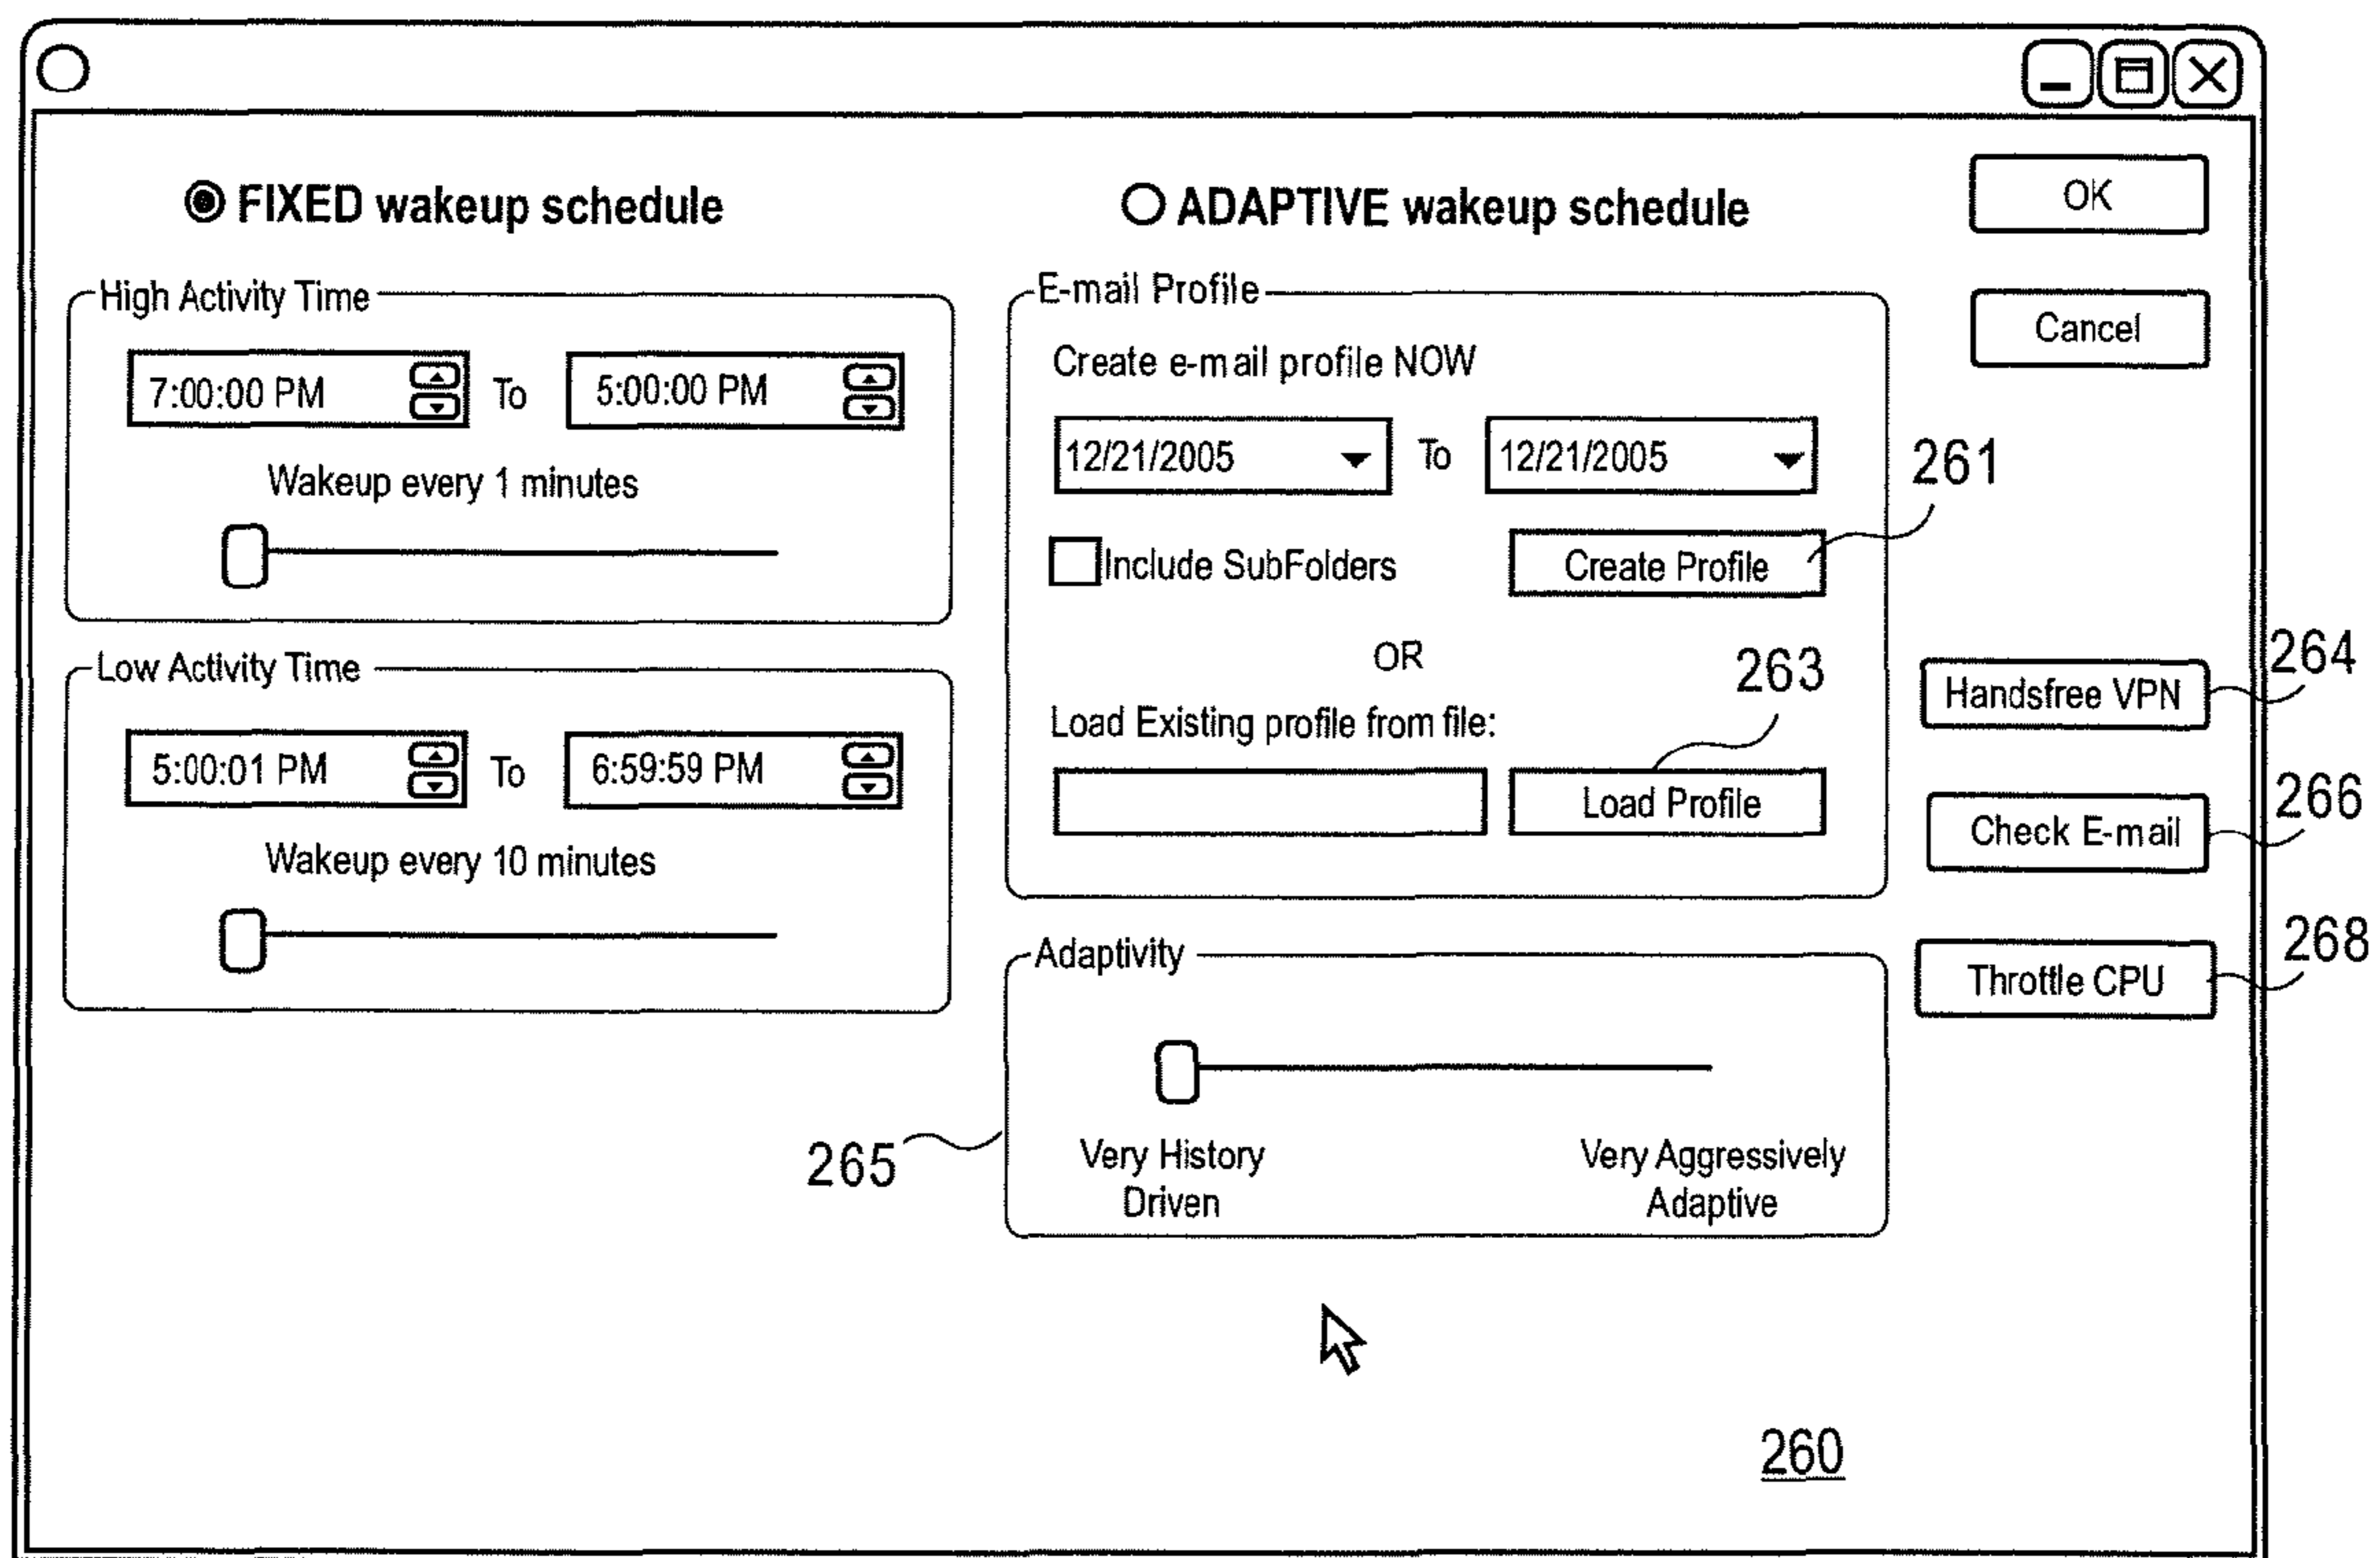 FIXED wakeup schedule
High Activity Time
7:00:00 PM To 5:00:00 PM
Wakeup every 1 minutes
Low Activity Time
5:00:01 PM To 6:59:59 PM
Wakeup every 10 minutes
ADAPTIVE wakeup schedule
E-mail Profile
Create e-mail profile NOW
12/21/2005 To 12/21/2005
261
Include SubFolders Create Profile
OR
263
Load Existing profile from file:
Load Profile
Adaptivity
265
Very History Driven
Very Aggressively Adaptive
OK
Cancel
264
Handsfree VPN
266
Check E-mail
268
Throttle CPU
260